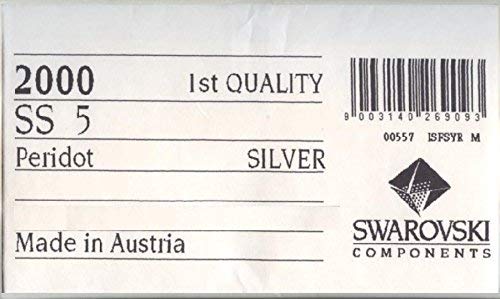 2000 1st QUALITY
SS 5
Peridot SILVER
Made in Austria
9 003140 269093
00557 ISFSYR M
SWAROVSKI
COMPONENTS